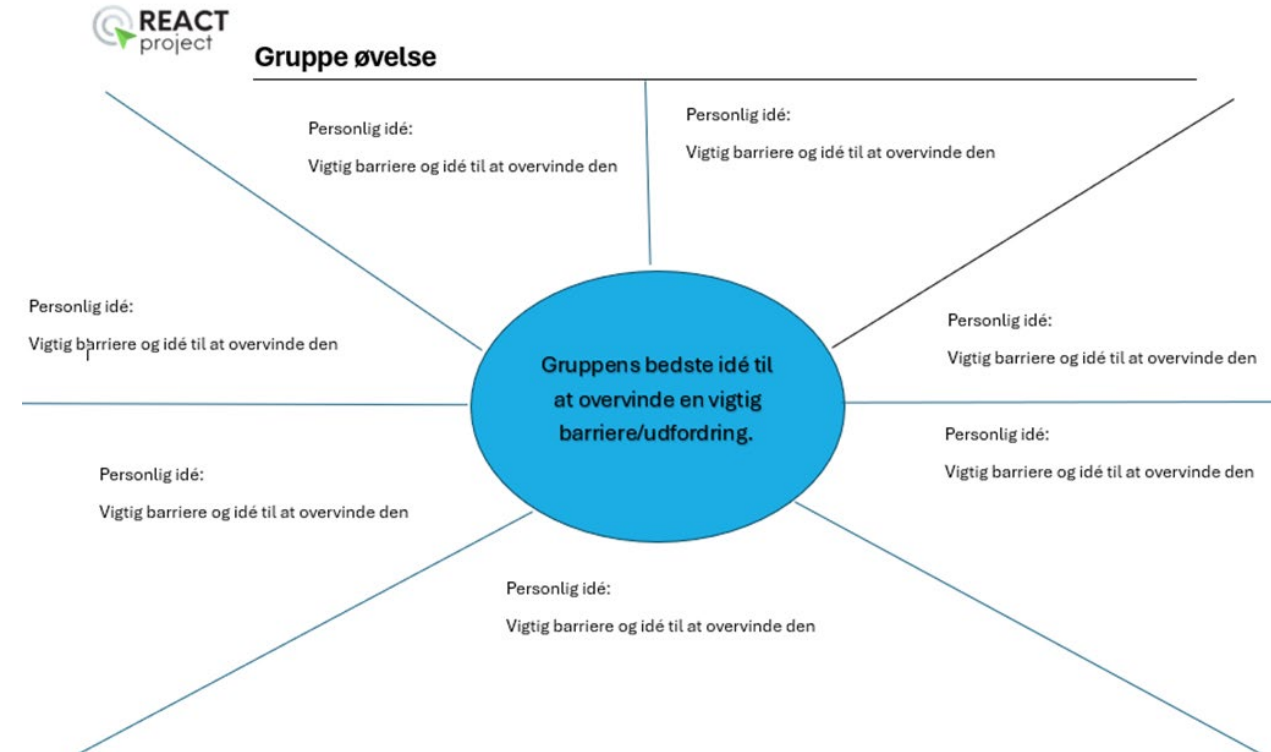 REACT
project
Gruppe øvelse
Personlig idé:
Vigtig barriere og idé til at overvinde den
Personlig idé:
Vigtig barriere og idé til at overvinde den
Personlig idé:
Vigtig barriere og idé til at overvinde den
Personlig idé:
Vigtig barriere og idé til at overvinde den
Gruppens bedste idé til
at overvinde en vigtig
barriere/udfordring.
Personlig idé:
Vigtig barriere og idé til at overvinde den
Personlig idé:
Vigtig barriere og idé til at overvinde den
Personlig idé:
Vigtig barriere og idé til at overvinde den